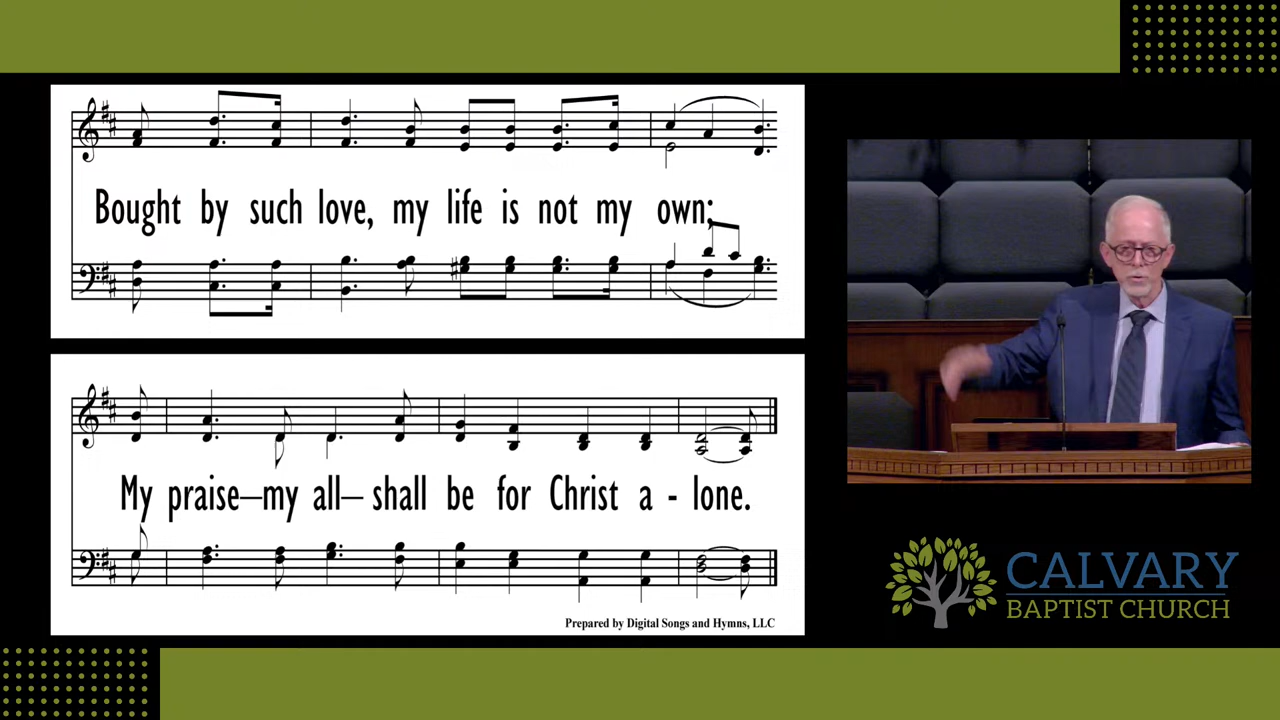 Bought by such love, my life is not my own;
My praise—my all— shall be for Christ a - lone.
Prepared by Digital Songs and Hymns, LLC
CALVARY
BAPTIST CHURCH